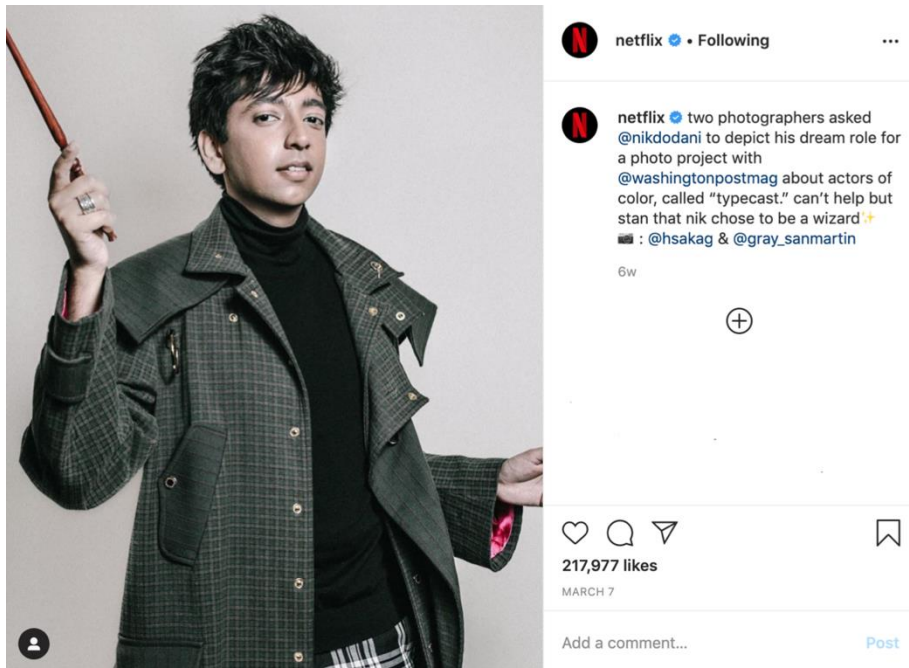 netflix • Following
netflix two photographers asked
@nikdodani to depict his dream role for
a photo project with
@washingtonpostmag about actors of
color, called “typecast.” can’t help but
stan that nik chose to be a wizard✨
📷 : @hsakag & @gray_sanmartin
6w
217,977 likes
MARCH 7
Add a comment... Post